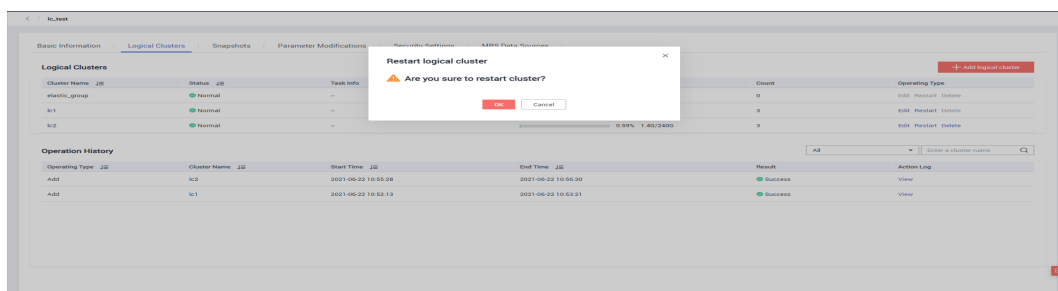 lc_test
Basic Information Logical Clusters Snapshots Parameter Modifications Security Settings MRS Data Sources
Restart logical cluster
Are you sure to restart cluster?
OK Cancel
Logical Clusters
Add logical cluster
Cluster Name Status Task Info Count Operating Type
elastic_group Normal -- 0 Edit Restart Delete
lc1 Normal -- 3 Edit Restart Delete
lc2 Normal -- 0.59% 1.40/240G 3 Edit Restart Delete
Operation History
All Enter a cluster name.
Operating Type Cluster Name Start Time End Time Result Action Log
Add lc2 2021-06-22 10:55:28 2021-06-22 10:56:30 Success View
Add lc1 2021-06-22 10:52:13 2021-06-22 10:53:21 Success View